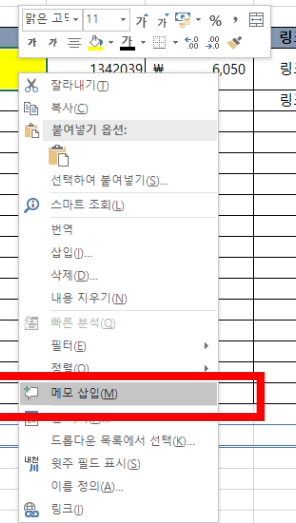 맑은 고딕 11 가 가 % ,
가 가 가
링크
1342039 ₩ 6,050 링크
잘라내기(T)
링크
복사(C)
붙여넣기 옵션:
선택하여 붙여넣기(S)...
스마트 조회(L)
번역
삽입(I)...
삭제(D)...
내용 지우기(N)
빠른 분석(Q)
필터(E)
정렬(O)
메모 삽입(M)
드롭다운 목록에서 선택(K)...
윗주 필드 표시(S)
이름 정의(A)...
링크(I)